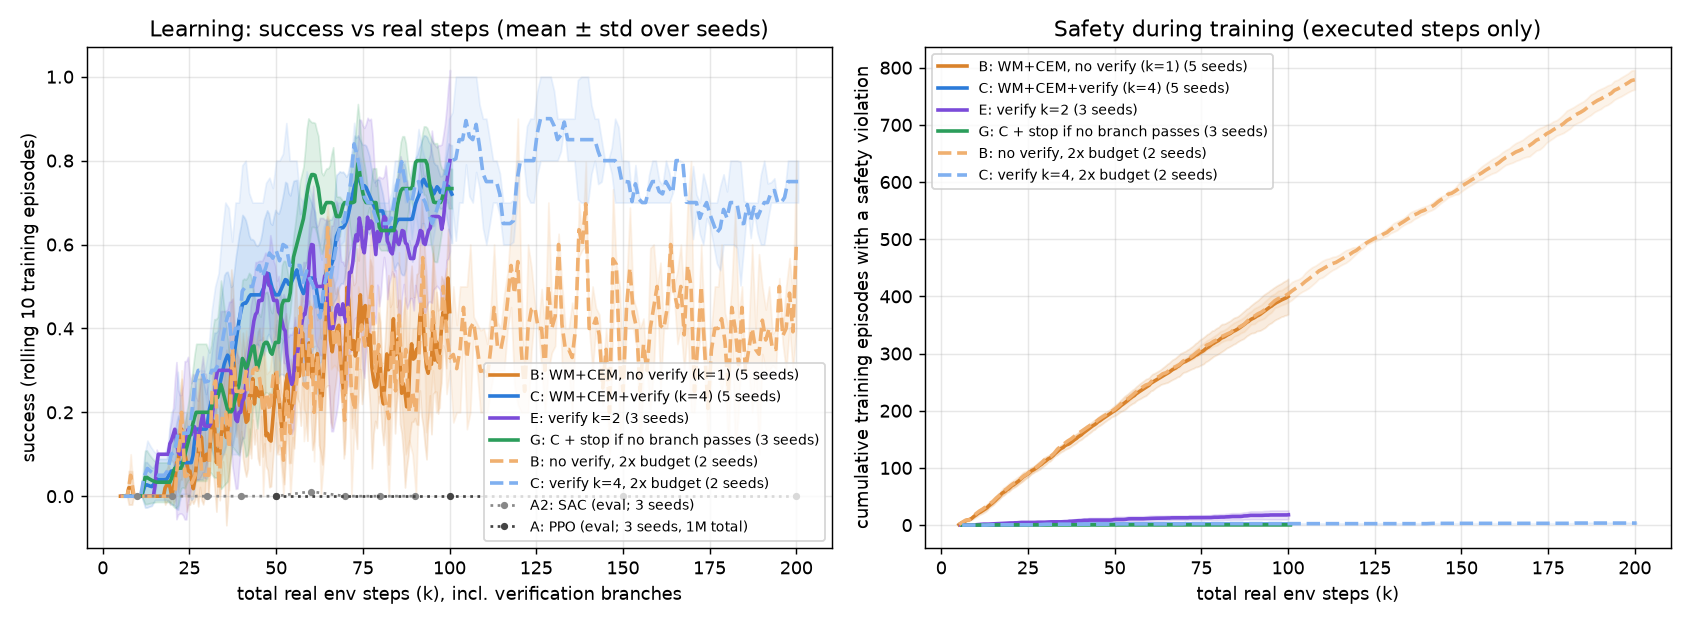 Learning: success vs real steps (mean ± std over seeds)
success (rolling 10 training episodes)
1.0
0.8
0.6
0.4
0.2
0.0
B: WM+CEM, no verify (k=1) (5 seeds)
C: WM+CEM+verify (k=4) (5 seeds)
E: verify k=2 (3 seeds)
G: C + stop if no branch passes (3 seeds)
B: no verify, 2x budget (2 seeds)
C: verify k=4, 2x budget (2 seeds)
A2: SAC (eval; 3 seeds)
A: PPO (eval; 3 seeds, 1M total)
0 25 50 75 100 125 150 175 200
total real env steps (k), incl. verification branches
Safety during training (executed steps only)
cumulative training episodes with a safety violation
800
700
600
500
400
300
200
100
0
B: WM+CEM, no verify (k=1) (5 seeds)
C: WM+CEM+verify (k=4) (5 seeds)
E: verify k=2 (3 seeds)
G: C + stop if no branch passes (3 seeds)
B: no verify, 2x budget (2 seeds)
C: verify k=4, 2x budget (2 seeds)
0 25 50 75 100 125 150 175 200
total real env steps (k)